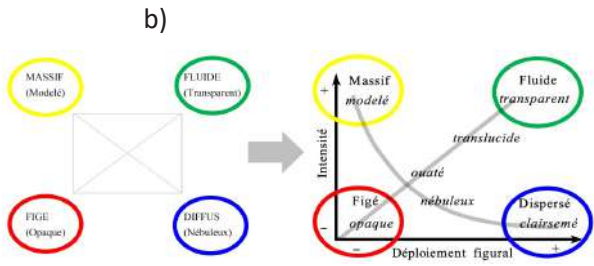 b)
MASSIF
(Modelé)
FLUIDE
(Transparent)
FIGE
(Opaque)
DIFFUS
(Nébuleux)
Intensité
+
Massif
modelé
Fluide
transparent
translucide
ouaté
nébuleux
Figé
opaque
Dispersé
clairsemé
–
–
Déploiement figural
+